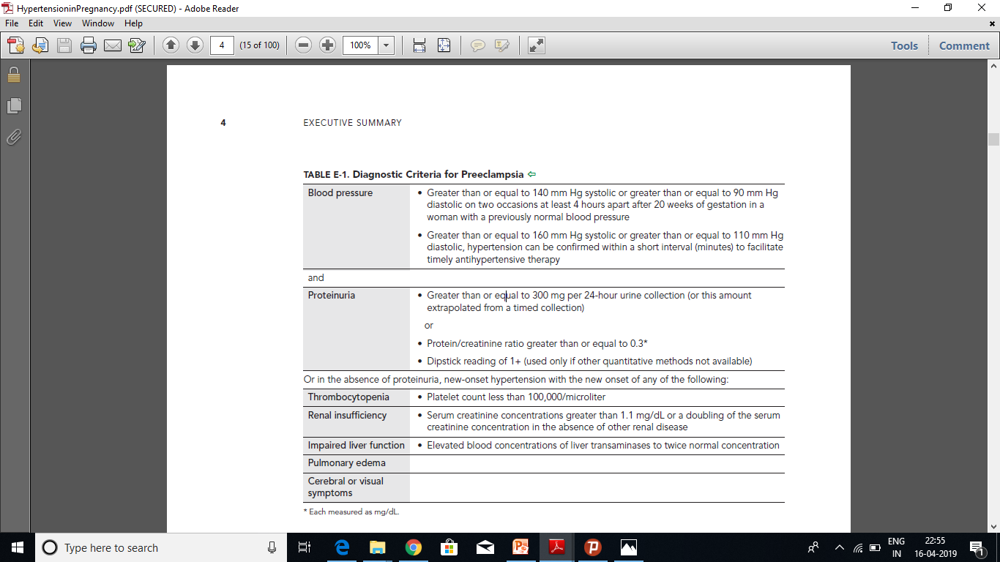 HypertensioninPregnancy.pdf (SECURED) - Adobe Reader
File Edit View Window Help
4 (15 of 100) 100% Tools Comment
4 EXECUTIVE SUMMARY
TABLE E-1. Diagnostic Criteria for Preeclampsia ⇦
Blood pressure • Greater than or equal to 140 mm Hg systolic or greater than or equal to 90 mm Hg
diastolic on two occasions at least 4 hours apart after 20 weeks of gestation in a
woman with a previously normal blood pressure
• Greater than or equal to 160 mm Hg systolic or greater than or equal to 110 mm Hg
diastolic, hypertension can be confirmed within a short interval (minutes) to facilitate
timely antihypertensive therapy
and
Proteinuria • Greater than or equal to 300 mg per 24-hour urine collection (or this amount
extrapolated from a timed collection)
or
• Protein/creatinine ratio greater than or equal to 0.3*
• Dipstick reading of 1+ (used only if other quantitative methods not available)
Or in the absence of proteinuria, new-onset hypertension with the new onset of any of the following:
Thrombocytopenia • Platelet count less than 100,000/microliter
Renal insufficiency • Serum creatinine concentrations greater than 1.1 mg/dL or a doubling of the serum
creatinine concentration in the absence of other renal disease
Impaired liver function • Elevated blood concentrations of liver transaminases to twice normal concentration
Pulmonary edema
Cerebral or visual
symptoms
* Each measured as mg/dL.
Type here to search ENG 22:55
IN 16-04-2019 1